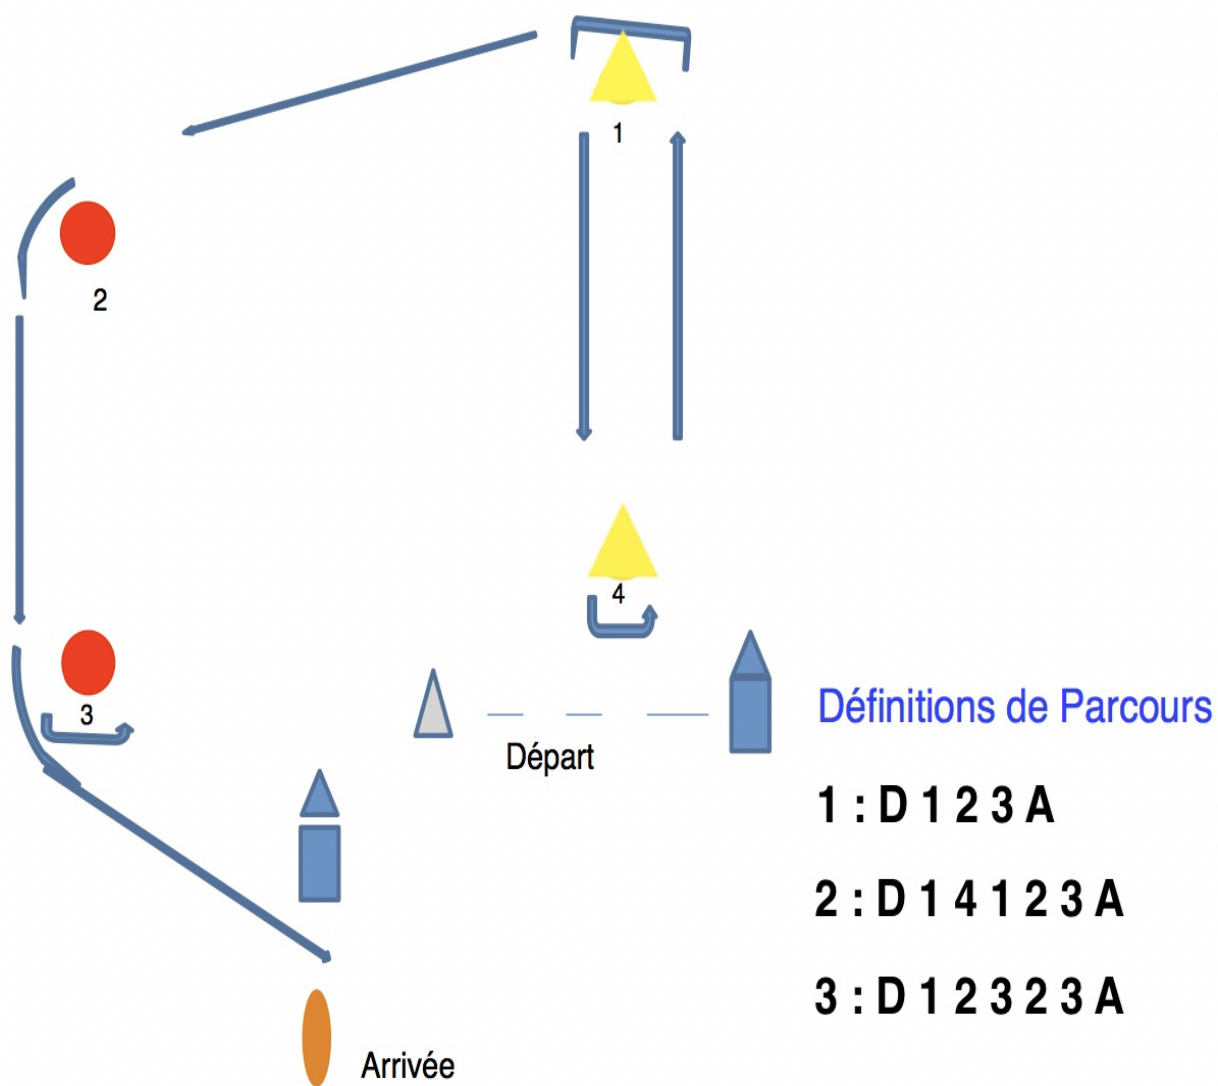 1
2
4
3
Départ
Définitions de Parcours
1 : D 1 2 3 A
2 : D 1 4 1 2 3 A
3 : D 1 2 3 2 3 A
Arrivée